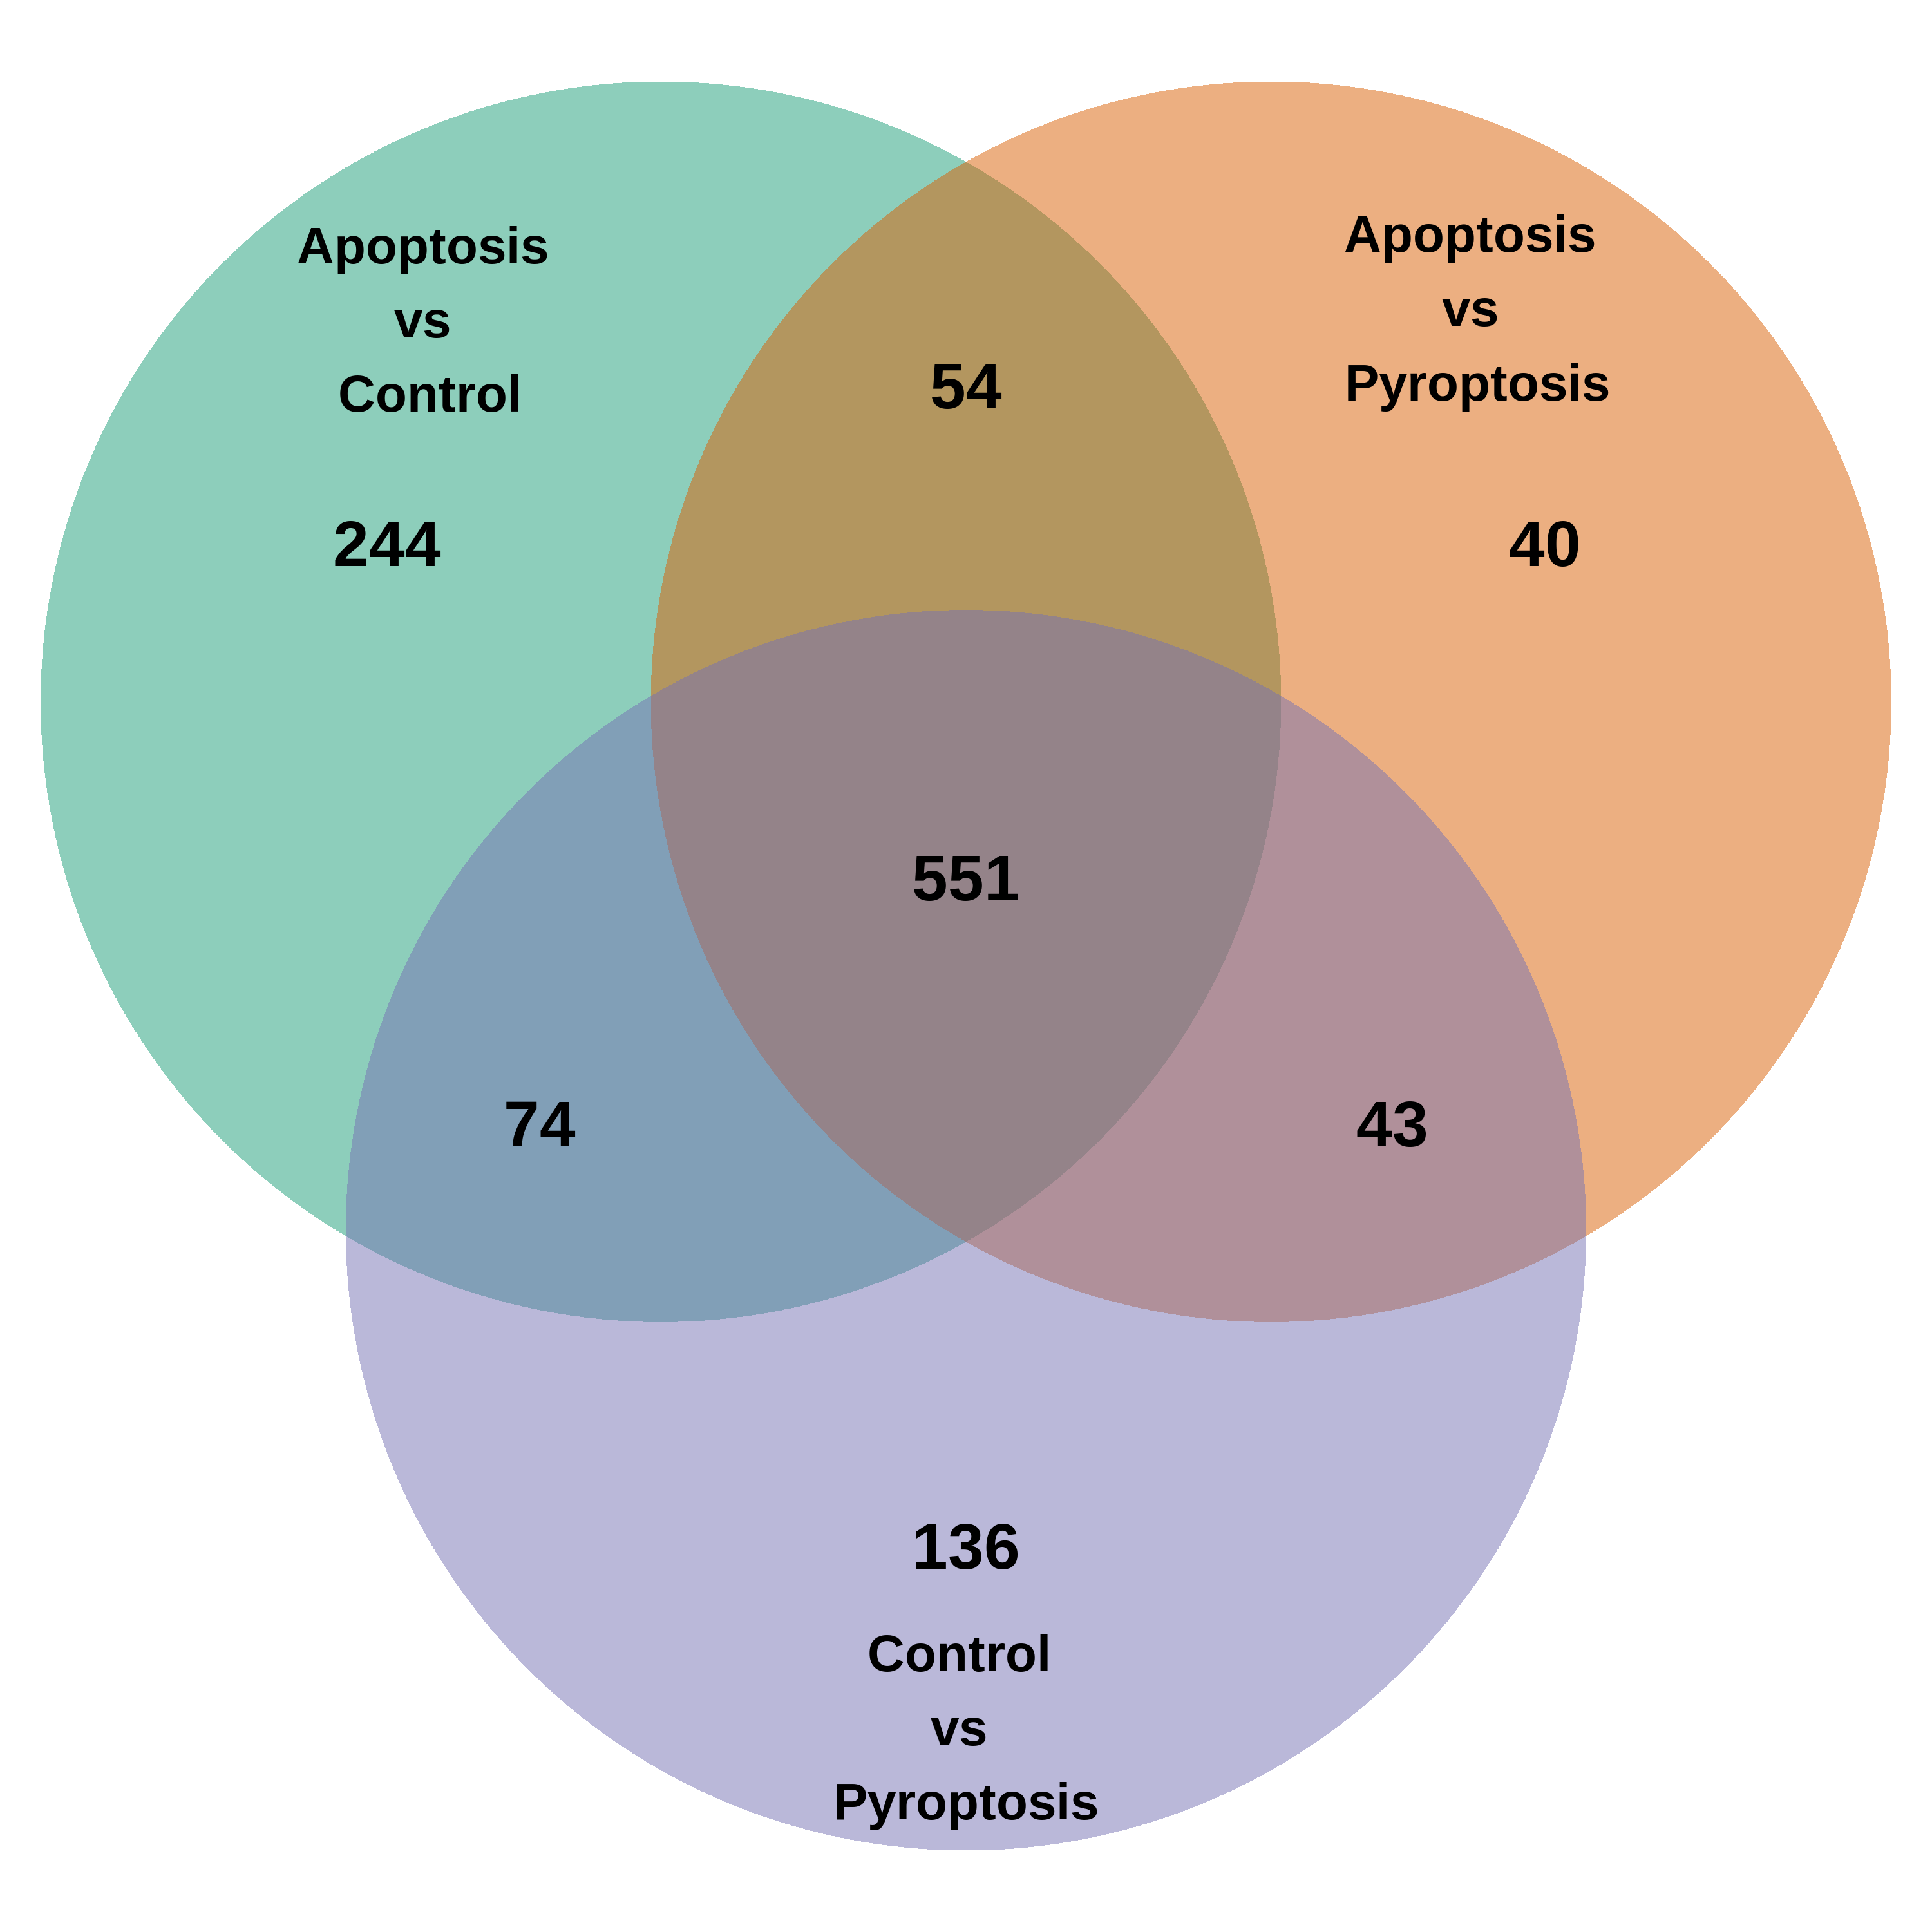 Apoptosis
vs
Control
244
54
Apoptosis
vs
Pyroptosis
40
551
74
43
136
Control
vs
Pyroptosis